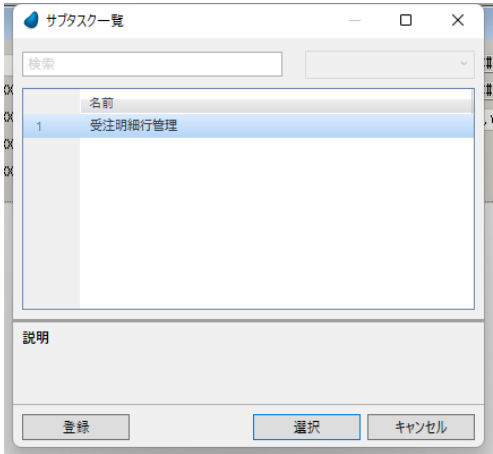 サブタスク一覧
検索
名前
1 受注明細行管理
説明
登録 選択 キャンセル